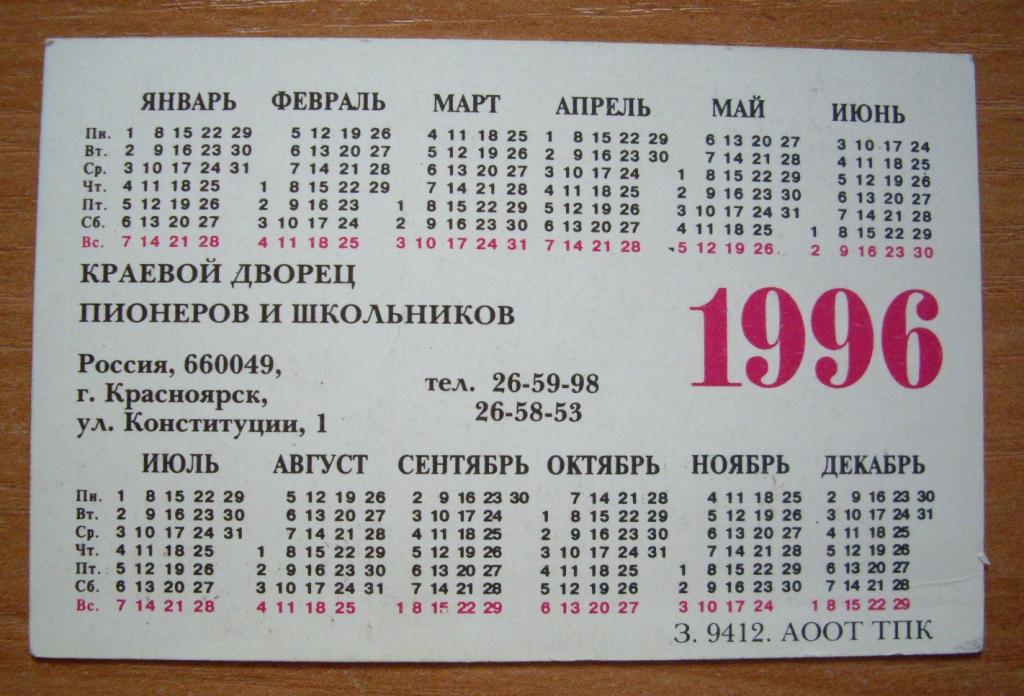 ЯНВАРЬ ФЕВРАЛЬ МАРТ АПРЕЛЬ МАЙ ИЮНЬ
Пн. 1 8 15 22 29 5 12 19 26 4 11 18 25 1 8 15 22 29 6 13 20 27 3 10 17 24
Вт. 2 9 16 23 30 6 13 20 27 5 12 19 26 2 9 16 23 30 7 14 21 28 4 11 18 25
Ср. 3 10 17 24 31 7 14 21 28 6 13 20 27 3 10 17 24 1 8 15 22 29 5 12 19 26
Чт. 4 11 18 25 1 8 15 22 29 7 14 21 28 4 11 18 25 2 9 16 23 30 6 13 20 27
Пт. 5 12 19 26 2 9 16 23 1 8 15 22 29 5 12 19 26 3 10 17 24 31 7 14 21 28
Сб. 6 13 20 27 3 10 17 24 2 9 16 23 30 6 13 20 27 4 11 18 25 1 8 15 22 29
Вс. 7 14 21 28 4 11 18 25 3 10 17 24 31 7 14 21 28 5 12 19 26 2 9 16 23 30
КРАЕВОЙ ДВОРЕЦ
ПИОНЕРОВ И ШКОЛЬНИКОВ
1996
Россия, 660049,
г. Красноярск,
ул. Конституции, 1
тел. 26-59-98
26-58-53
ИЮЛЬ АВГУСТ СЕНТЯБРЬ ОКТЯБРЬ НОЯБРЬ ДЕКАБРЬ
Пн. 1 8 15 22 29 5 12 19 26 2 9 16 23 30 7 14 21 28 4 11 18 25 2 9 16 23 30
Вт. 2 9 16 23 30 6 13 20 27 3 10 17 24 1 8 15 22 29 5 12 19 26 3 10 17 24 31
Ср. 3 10 17 24 31 7 14 21 28 4 11 18 25 2 9 16 23 30 6 13 20 27 4 11 18 25
Чт. 4 11 18 25 1 8 15 22 29 5 12 19 26 3 10 17 24 31 7 14 21 28 5 12 19 26
Пт. 5 12 19 26 2 9 16 23 30 6 13 20 27 4 11 18 25 1 8 15 22 29 6 13 20 27
Сб. 6 13 20 27 3 10 17 24 31 7 14 21 28 5 12 19 26 2 9 16 23 30 7 14 21 28
Вс. 7 14 21 28 4 11 18 25 1 8 15 22 29 6 13 20 27 3 10 17 24 1 8 15 22 29
З. 9412. АООТ ТПК